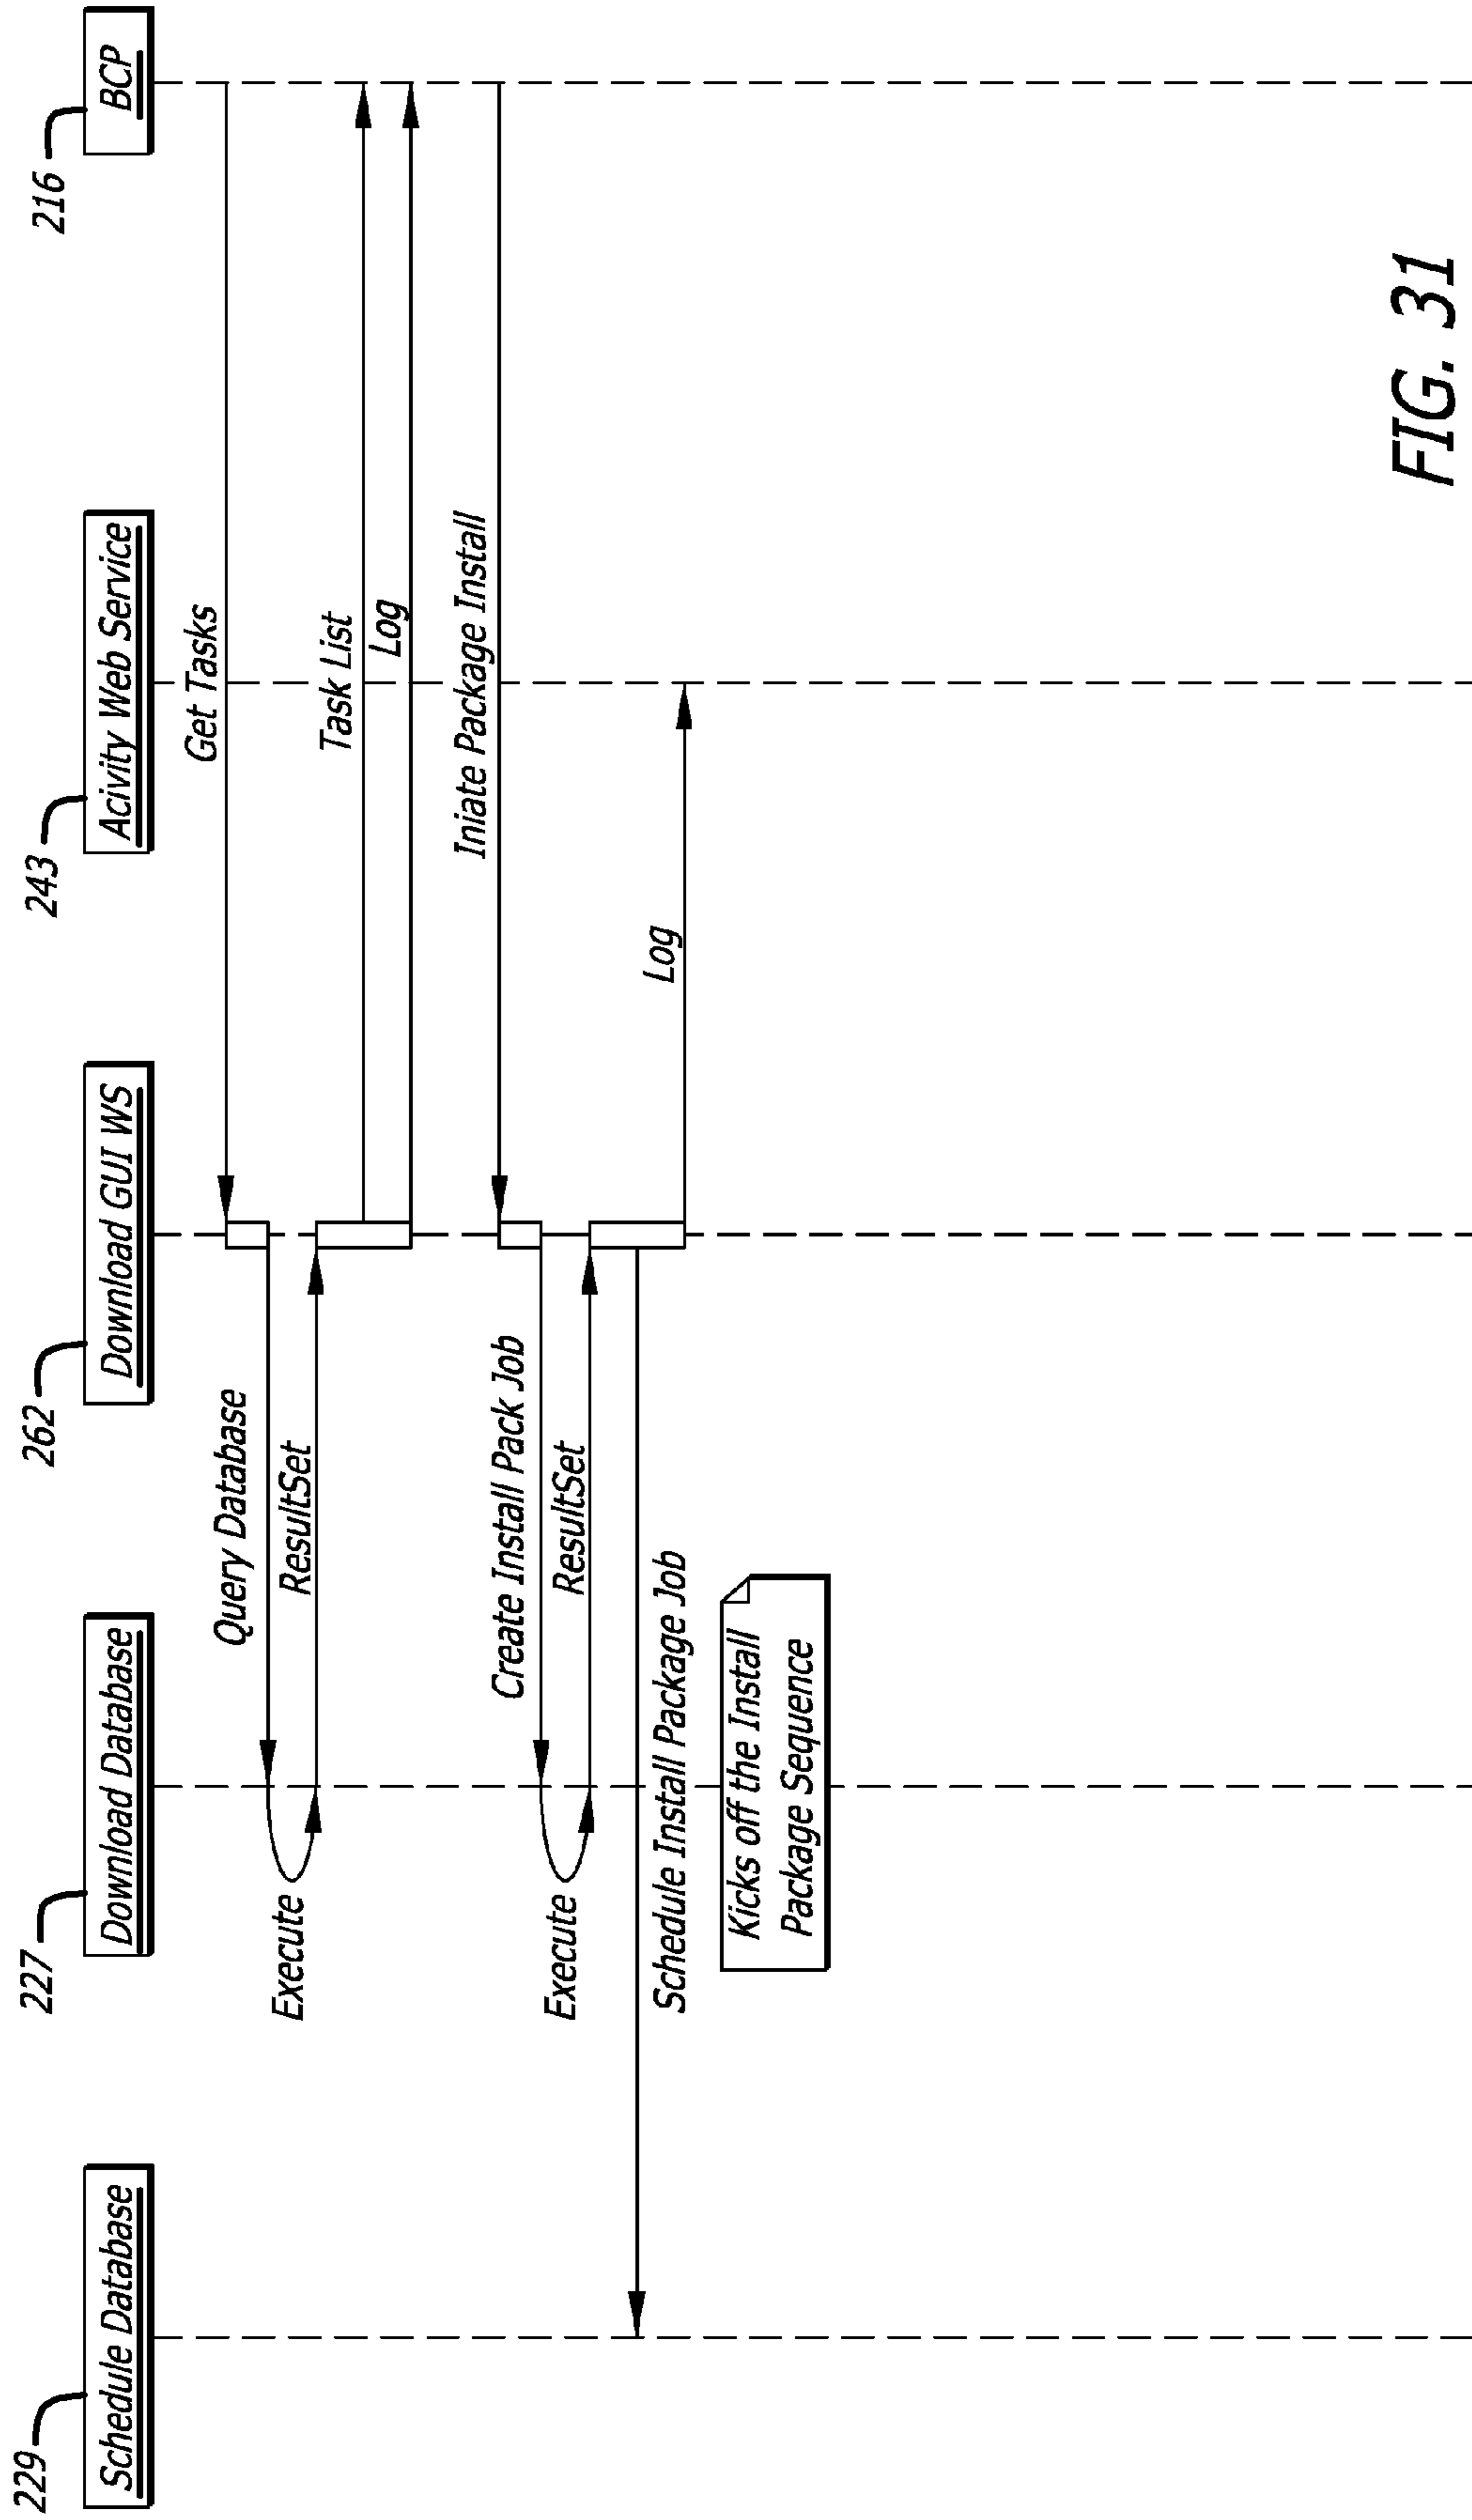 229
227
262
243
216
Schedule Database
Download Database
Download GUI WS
Acivity Web Service
BCP
Get Tasks
Query Database
Execute
ResultSet
Task List
Log
Iniate Package Install
Create Install Pack Job
Execute
ResultSet
Schedule Install Package Job
Log
Kicks off the Install
Package Sequence
FIG. 31